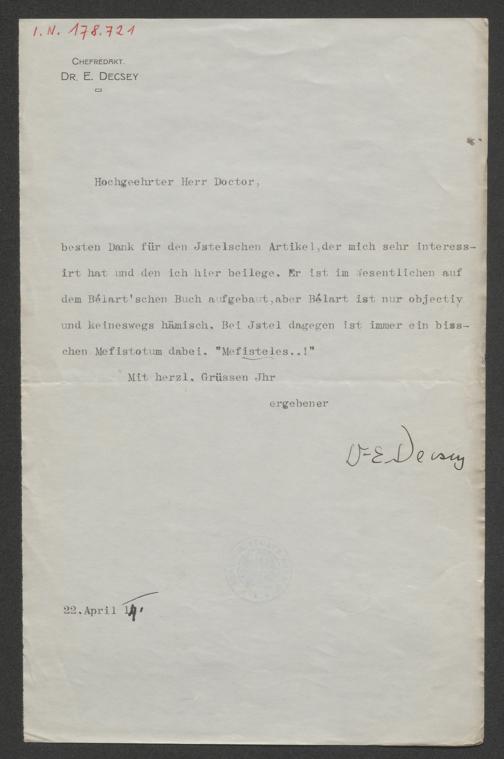 I.N. 178.721
CHEFREDAKT.
DR. E. DECSEY
Hochgeehrter Herr Doctor,
besten Dank für den Jstelschen Artikel,der mich sehr interess-
irt hat und den ich hier beilege. Er ist im Wesentlichen auf
dem Bélart'schen Buch aufgebaut,aber Bélart ist nur objectiv
und keineswegs hämisch. Bei Jstel dagegen ist immer ein biss-
chen Mefistotum dabei. "Mefisteles..!"
Mit herzl. Grüssen Jhr
ergebener
Dr E Decsey
22.April